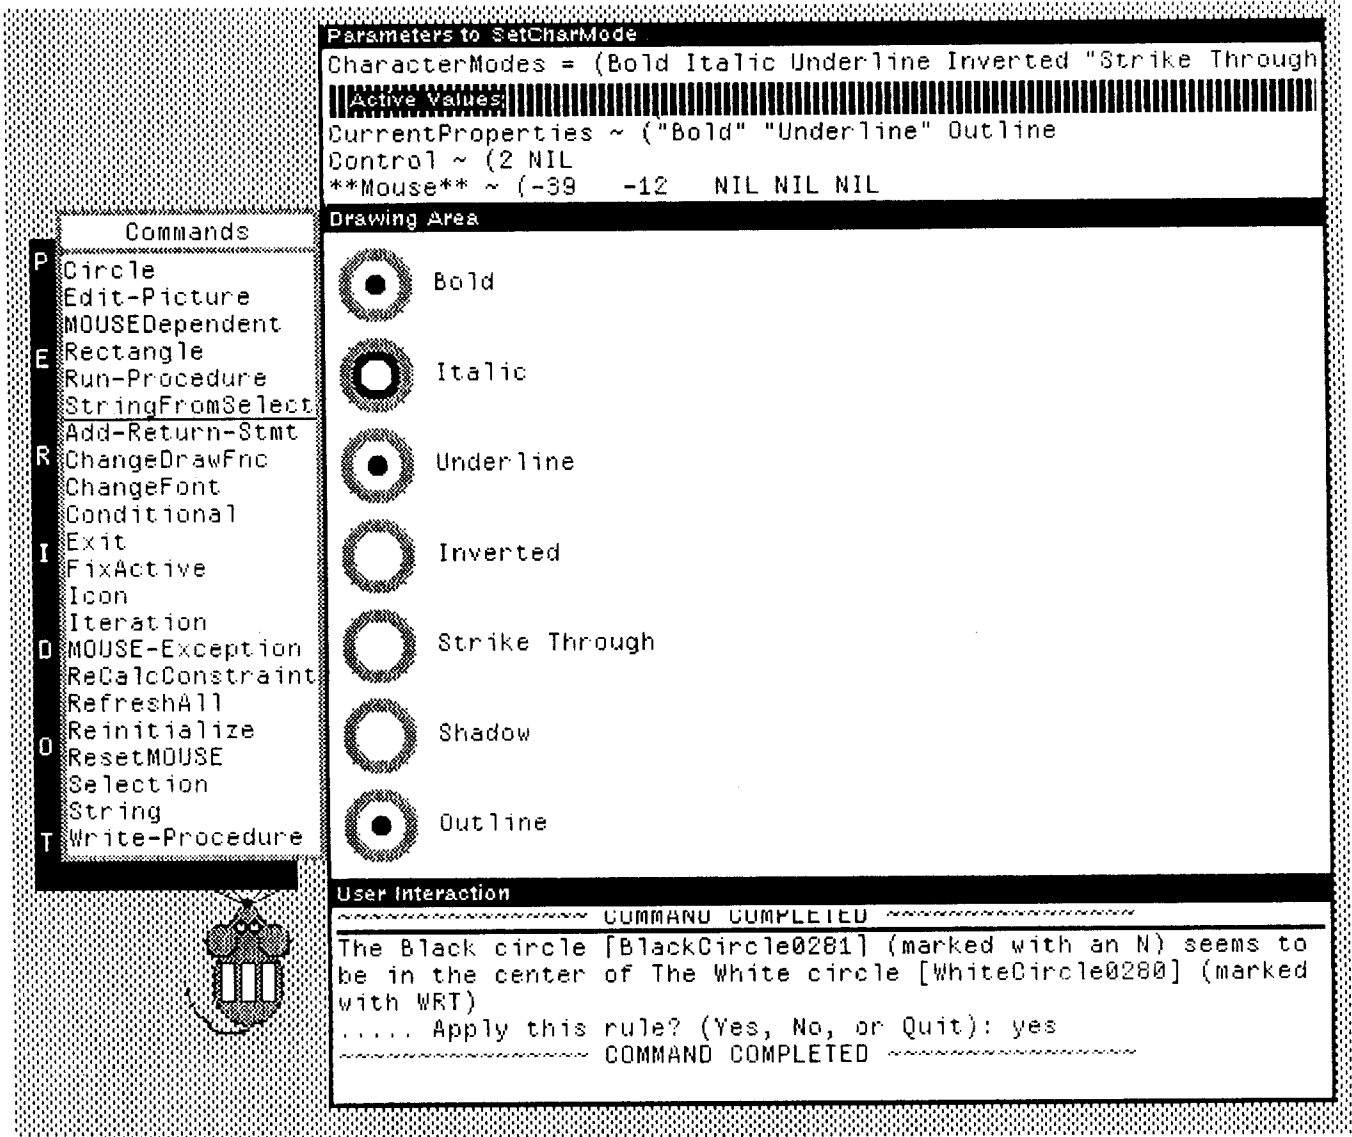 Parameters to SetCharMode
CharacterModes = (Bold Italic Underline Inverted "Strike Through
Active Values
CurrentProperties ~ ("Bold" "Underline" Outline
Control ~ (2 NIL
**Mouse** ~ (-39 -12 NIL NIL NIL
PERIDOT
Commands
Circle
Edit-Picture
MOUSEDependent
Rectangle
Run-Procedure
StringFromSelect
Add-Return-Stmt
ChangeDrawFnc
ChangeFont
Conditional
Exit
FixActive
Icon
Iteration
MOUSE-Exception
ReCalcConstraint
RefreshAll
Reinitialize
ResetMOUSE
Selection
String
Write-Procedure
Drawing Area
Bold
Italic
Underline
Inverted
Strike Through
Shadow
Outline
User Interaction
~~~~~~~~~~~~~~~~~~ COMMAND COMPLETED ~~~~~~~~~~~~~~~~~~
The Black circle [BlackCircle0281] (marked with an N) seems to
be in the center of The White circle [WhiteCircle0280] (marked
with WRT)
..... Apply this rule? (Yes, No, or Quit): yes
~~~~~~~~~~~~~~~~~~ COMMAND COMPLETED ~~~~~~~~~~~~~~~~~~